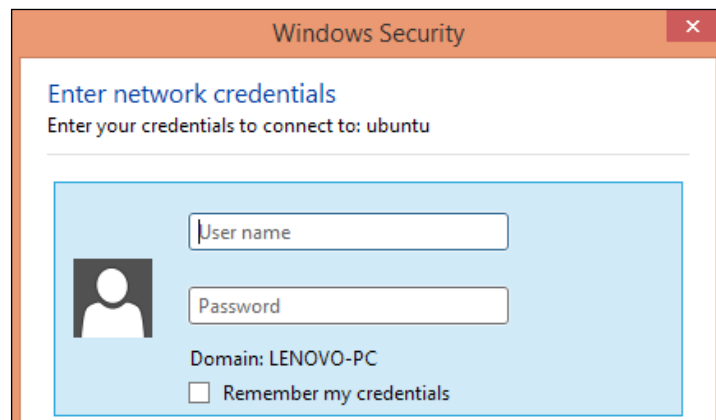 Windows Security
Enter network credentials
Enter your credentials to connect to: ubuntu
User name
Password
Domain: LENOVO-PC
Remember my credentials